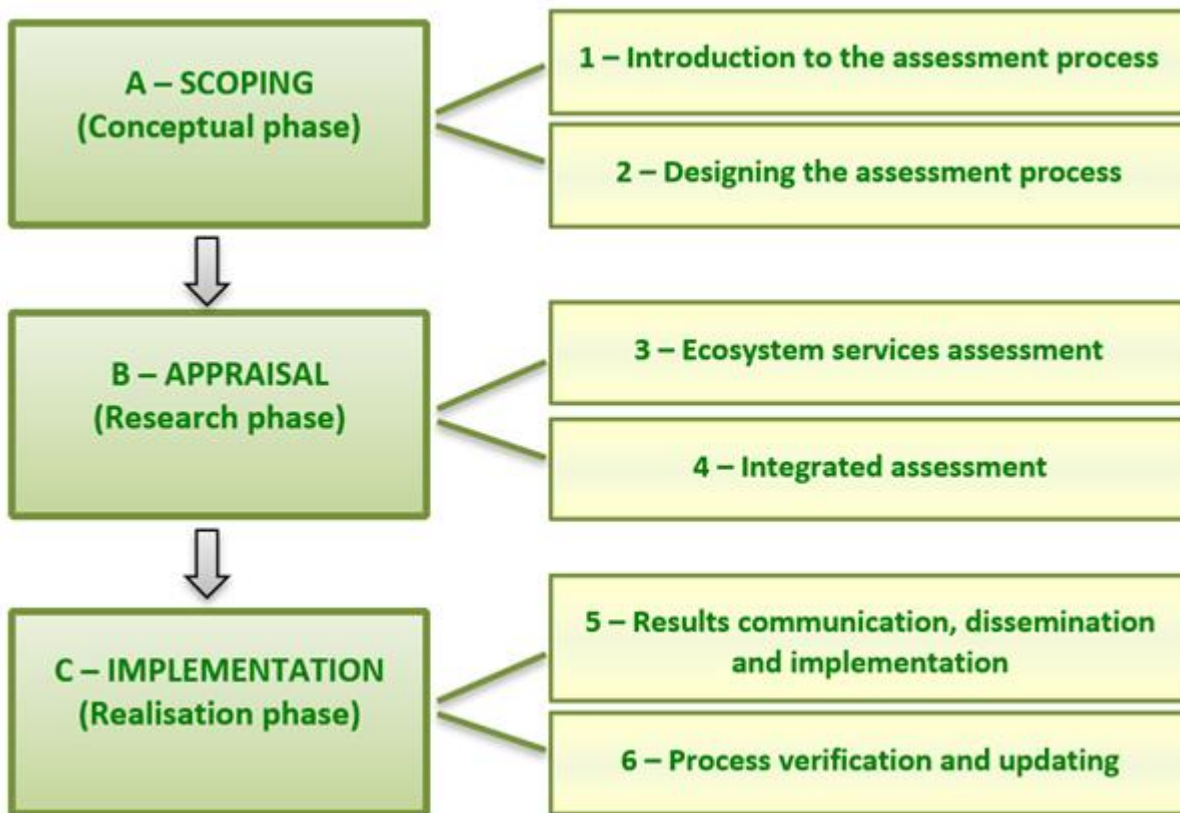 A – SCOPING
(Conceptual phase)
1 – Introduction to the assessment process
2 – Designing the assessment process
B – APPRAISAL
(Research phase)
3 – Ecosystem services assessment
4 – Integrated assessment
C – IMPLEMENTATION
(Realisation phase)
5 – Results communication, dissemination
and implementation
6 – Process verification and updating